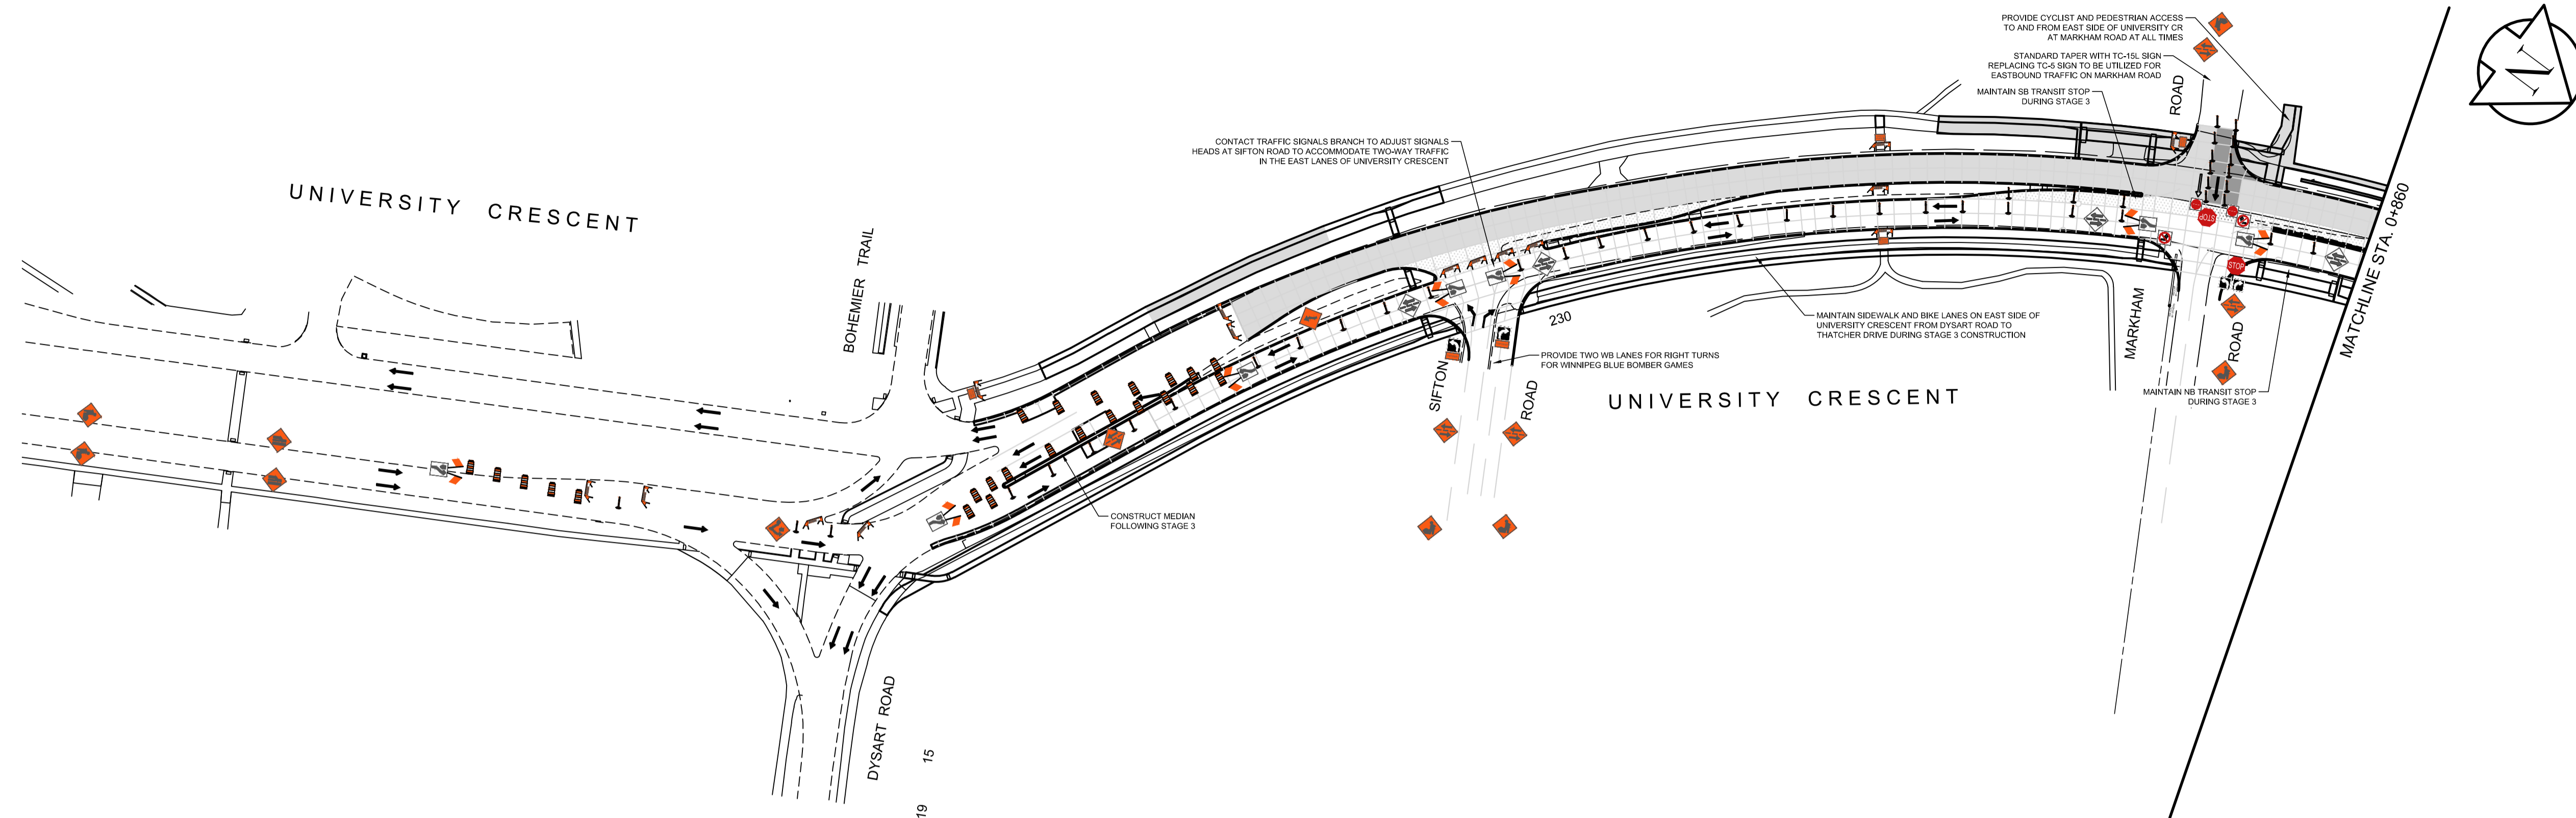 PROVIDE CYCLIST AND PEDESTRIAN ACCESS
TO AND FROM EAST SIDE OF UNIVERSITY CR
AT MARKHAM ROAD AT ALL TIMES
STANDARD TAPER WITH TC-15L SIGN
REPLACING TC-5 SIGN TO BE UTILIZED FOR
EASTBOUND TRAFFIC ON MARKHAM ROAD
MAINTAIN SB TRANSIT STOP
DURING STAGE 3
ROAD
N
CONTACT TRAFFIC SIGNALS BRANCH TO ADJUST SIGNALS
HEADS AT SIFTON ROAD TO ACCOMMODATE TWO-WAY TRAFFIC
IN THE EAST LANES OF UNIVERSITY CRESCENT
UNIVERSITY CRESCENT
BOHEMIER TRAIL
STOP
STOP
MATCHLINE STA. 0+860
230
MAINTAIN SIDEWALK AND BIKE LANES ON EAST SIDE OF
UNIVERSITY CRESCENT FROM DYSART ROAD TO
THATCHER DRIVE DURING STAGE 3 CONSTRUCTION
MARKHAM
ROAD
PROVIDE TWO WB LANES FOR RIGHT TURNS
FOR WINNIPEG BLUE BOMBER GAMES
SIFTON
ROAD
UNIVERSITY CRESCENT
MAINTAIN NB TRANSIT STOP
DURING STAGE 3
CONSTRUCT MEDIAN
FOLLOWING STAGE 3
DYSART ROAD
15
19